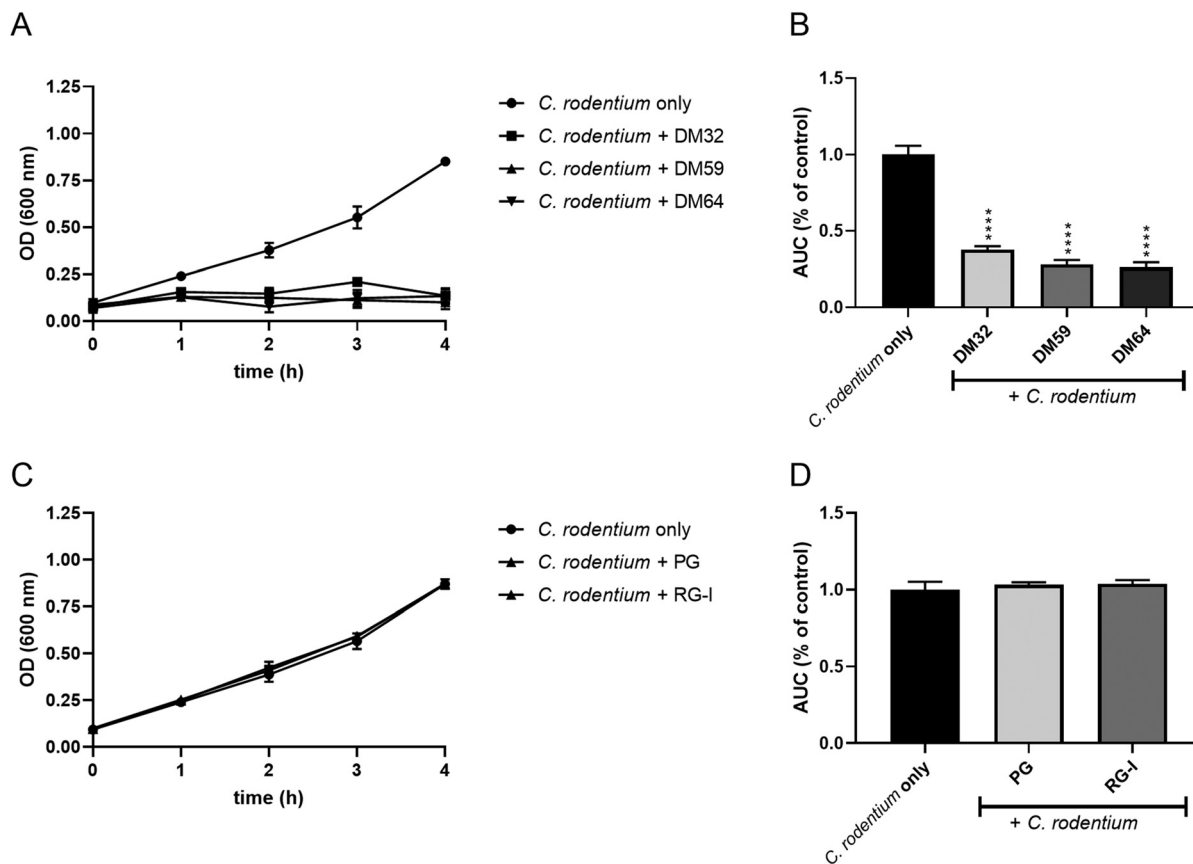 A
1.25
1.00
0.75
0.50
0.25
0.00
OD (600 nm)
0 1 2 3 4
time (h)
C. rodentium only
C. rodentium + DM32
C. rodentium + DM59
C. rodentium + DM64
B
1.5
1.0
0.5
0.0
AUC (% of control)
****
****
****
C. rodentium only
DM32
DM59
DM64
+ C. rodentium
C
1.25
1.00
0.75
0.50
0.25
0.00
OD (600 nm)
0 1 2 3 4
time (h)
C. rodentium only
C. rodentium + PG
C. rodentium + RG-I
D
1.5
1.0
0.5
0.0
AUC (% of control)
C. rodentium only
PG
RG-I
+ C. rodentium